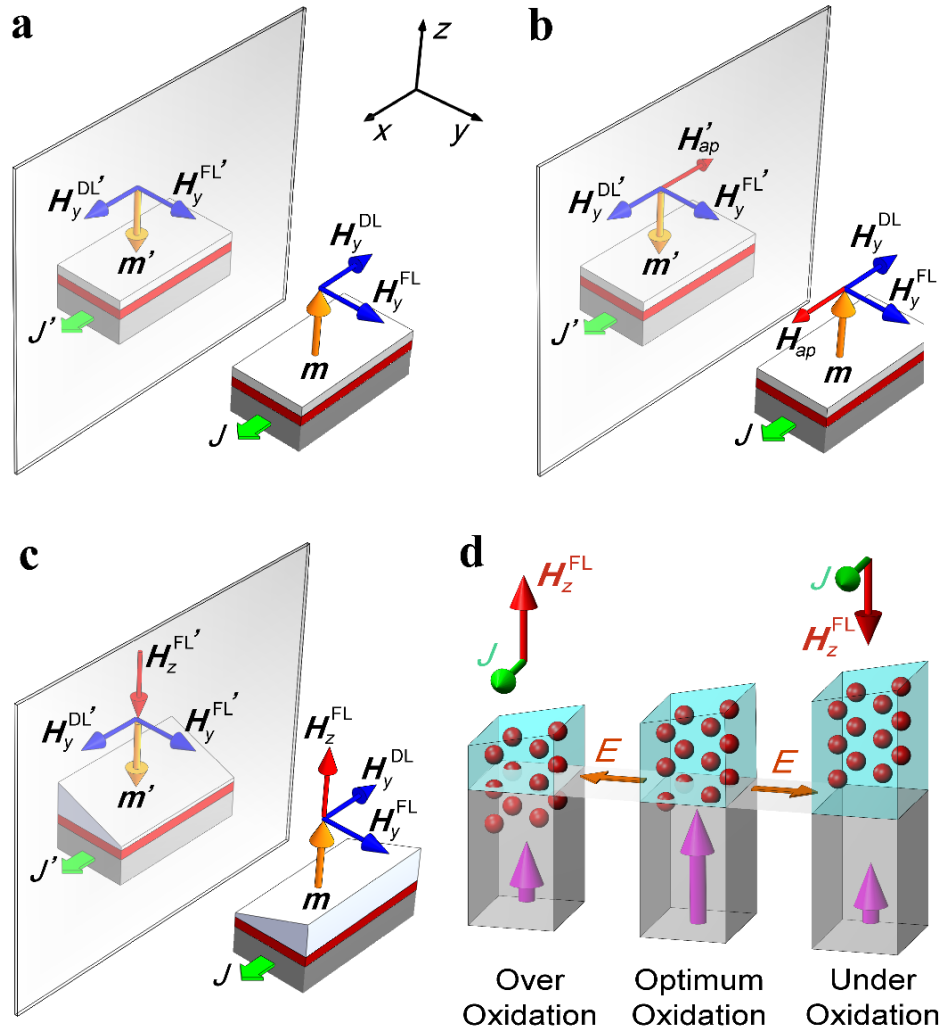 a
z
x
y
H_y^DL′
H_y^FL′
m′
J′
H_y^DL
H_y^FL
m
J
b
H′_ap
H_y^DL′
H_y^FL′
m′
J′
H_y^DL
H_y^FL
H_ap
m
J
c
H_z^FL′
H_y^DL′
H_y^FL′
m′
J′
H_z^FL
H_y^DL
H_y^FL
m
J
d
H_z^FL
J
J
H_z^FL
E
E
Over
Oxidation
Optimum
Oxidation
Under
Oxidation